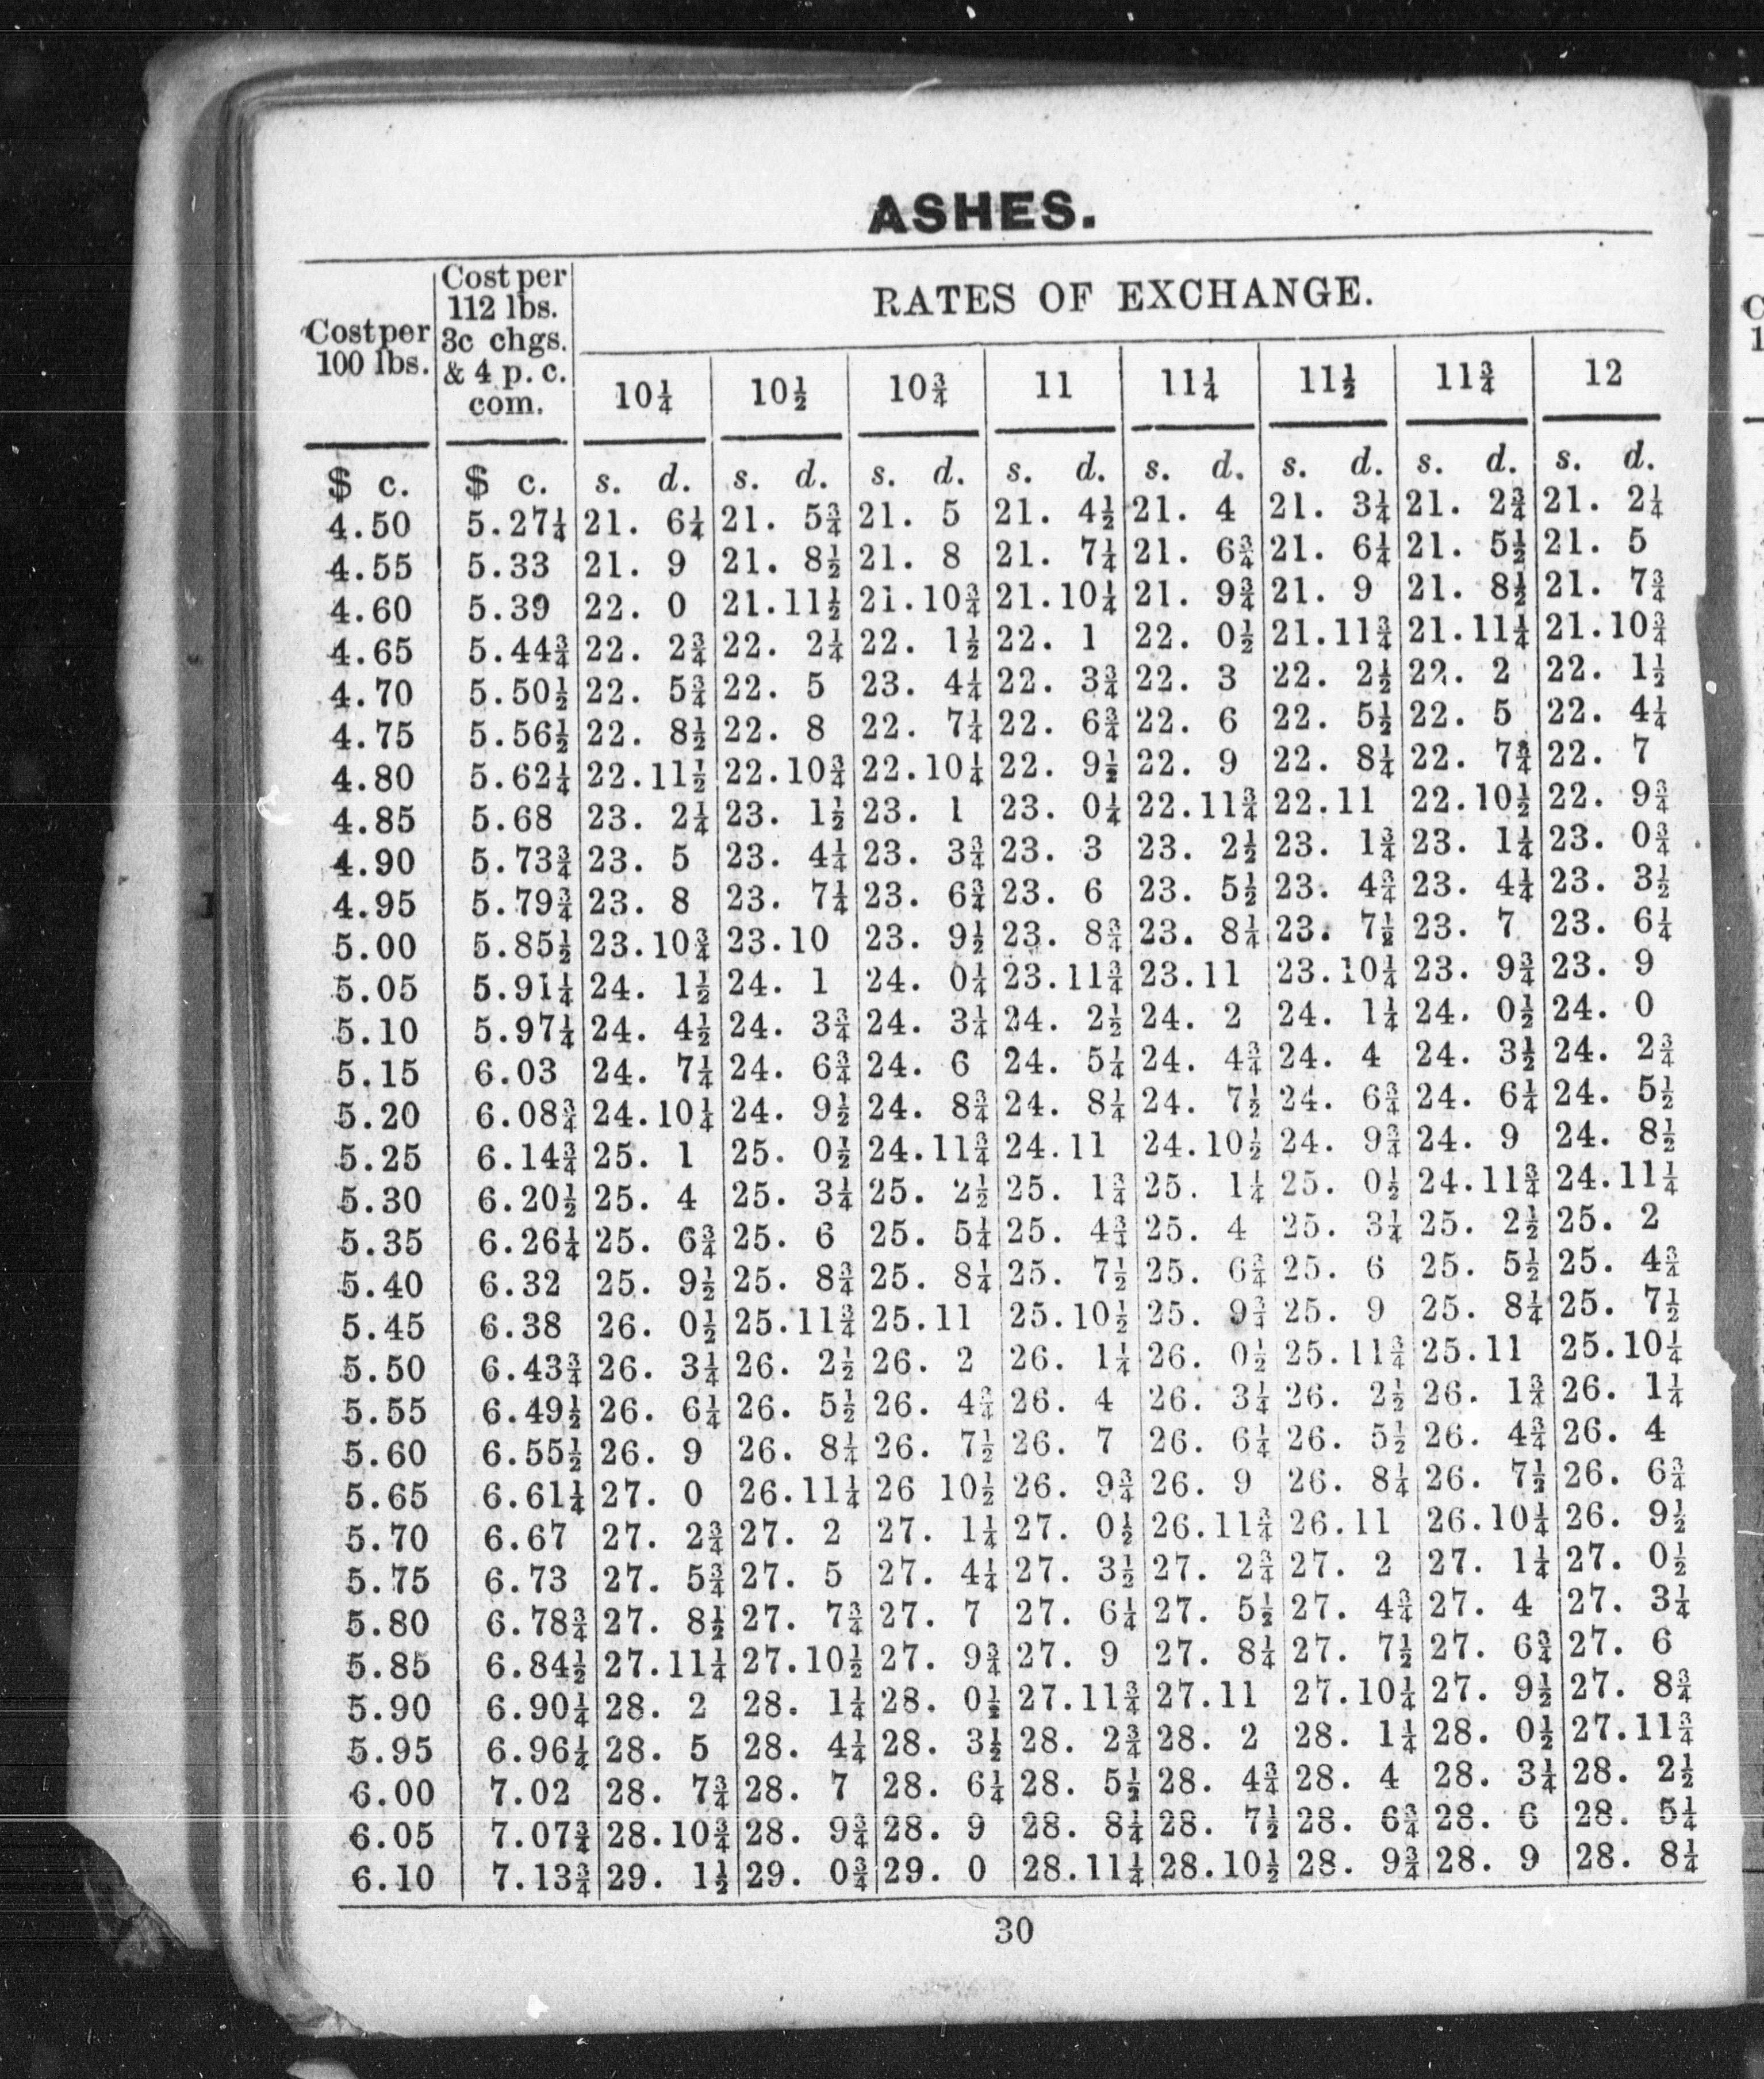 ASHES.
Cost per 100 lbs. | Cost per 112 lbs. 3c chgs. & 4 p. c. com. | RATES OF EXCHANGE.
10¼ | 10½ | 10¾ | 11 | 11¼ | 11½ | 11¾ | 12
$ c. | $ c. | s. d. | s. d. | s. d. | s. d. | s. d. | s. d. | s. d. | s. d.
4.50 | 5.27¼ | 21. 6¼ | 21. 5¾ | 21. 5 | 21. 4½ | 21. 4 | 21. 3¼ | 21. 2¾ | 21. 2¼
4.55 | 5.33 | 21. 9 | 21. 8½ | 21. 8 | 21. 7¼ | 21. 6¾ | 21. 6¼ | 21. 5½ | 21. 5
4.60 | 5.39 | 22. 0 | 21.11½ | 21.10¾ | 21.10¼ | 21. 9¾ | 21. 9 | 21. 8½ | 21. 7¾
4.65 | 5.44¾ | 22. 2¾ | 22. 2¼ | 22. 1½ | 22. 1 | 22. 0½ | 21.11¾ | 21.11¼ | 21.10¾
4.70 | 5.50½ | 22. 5¾ | 22. 5 | 23. 4¼ | 22. 3¾ | 22. 3 | 22. 2½ | 22. 2 | 22. 1½
4.75 | 5.56½ | 22. 8½ | 22. 8 | 22. 7¼ | 22. 6¾ | 22. 6 | 22. 5½ | 22. 5 | 22. 4¼
4.80 | 5.62¼ | 22.11½ | 22.10¾ | 22.10¼ | 22. 9½ | 22. 9 | 22. 8¼ | 22. 7¾ | 22. 7
4.85 | 5.68 | 23. 2¼ | 23. 1½ | 23. 1 | 23. 0¼ | 22.11¾ | 22.11 | 22.10½ | 22. 9¾
4.90 | 5.73¾ | 23. 5 | 23. 4¼ | 23. 3¾ | 23. 3 | 23. 2½ | 23. 1¾ | 23. 1¼ | 23. 0¾
4.95 | 5.79¾ | 23. 8 | 23. 7¼ | 23. 6¾ | 23. 6 | 23. 5½ | 23. 4¾ | 23. 4¼ | 23. 3½
5.00 | 5.85½ | 23.10¾ | 23.10 | 23. 9½ | 23. 8¾ | 23. 8¼ | 23. 7½ | 23. 7 | 23. 6¼
5.05 | 5.91¼ | 24. 1½ | 24. 1 | 24. 0¼ | 23.11¾ | 23.11 | 23.10¼ | 23. 9¾ | 23. 9
5.10 | 5.97¼ | 24. 4½ | 24. 3¾ | 24. 3¼ | 24. 2½ | 24. 2 | 24. 1¼ | 24. 0½ | 24. 0
5.15 | 6.03 | 24. 7¼ | 24. 6¾ | 24. 6 | 24. 5¼ | 24. 4¾ | 24. 4 | 24. 3½ | 24. 2¾
5.20 | 6.08¾ | 24.10¼ | 24. 9½ | 24. 8¾ | 24. 8¼ | 24. 7½ | 24. 6¾ | 24. 6¼ | 24. 5½
5.25 | 6.14¾ | 25. 1 | 25. 0½ | 24.11¾ | 24.11 | 24.10½ | 24. 9¾ | 24. 9 | 24. 8½
5.30 | 6.20½ | 25. 4 | 25. 3¼ | 25. 2½ | 25. 1¾ | 25. 1¼ | 25. 0½ | 24.11¾ | 24.11¼
5.35 | 6.26¼ | 25. 6¾ | 25. 6 | 25. 5¼ | 25. 4¾ | 25. 4 | 25. 3¼ | 25. 2½ | 25. 2
5.40 | 6.32 | 25. 9½ | 25. 8¾ | 25. 8¼ | 25. 7½ | 25. 6¾ | 25. 6 | 25. 5½ | 25. 4¾
5.45 | 6.38 | 26. 0½ | 25.11¾ | 25.11 | 25.10½ | 25. 9¾ | 25. 9 | 25. 8¼ | 25. 7½
5.50 | 6.43¾ | 26. 3¼ | 26. 2½ | 26. 2 | 26. 1¼ | 26. 0½ | 25.11¾ | 25.11 | 25.10¼
5.55 | 6.49½ | 26. 6¼ | 26. 5½ | 26. 4¾ | 26. 4 | 26. 3¼ | 26. 2½ | 26. 1¾ | 26. 1¼
5.60 | 6.55½ | 26. 9 | 26. 8¼ | 26. 7½ | 26. 7 | 26. 6¼ | 26. 5½ | 26. 4¾ | 26. 4
5.65 | 6.61¼ | 27. 0 | 26.11¼ | 26 10½ | 26. 9¾ | 26. 9 | 26. 8¼ | 26. 7½ | 26. 6¾
5.70 | 6.67 | 27. 2¾ | 27. 2 | 27. 1¼ | 27. 0½ | 26.11¾ | 26.11 | 26.10¼ | 26. 9½
5.75 | 6.73 | 27. 5¾ | 27. 5 | 27. 4¼ | 27. 3½ | 27. 2¾ | 27. 2 | 27. 1¼ | 27. 0½
5.80 | 6.78¾ | 27. 8½ | 27. 7¾ | 27. 7 | 27. 6¼ | 27. 5½ | 27. 4¾ | 27. 4 | 27. 3¼
5.85 | 6.84½ | 27.11¼ | 27.10½ | 27. 9¾ | 27. 9 | 27. 8¼ | 27. 7½ | 27. 6¾ | 27. 6
5.90 | 6.90¼ | 28. 2 | 28. 1¼ | 28. 0½ | 27.11¾ | 27.11 | 27.10¼ | 27. 9½ | 27. 8¾
5.95 | 6.96¼ | 28. 5 | 28. 4¼ | 28. 3½ | 28. 2¾ | 28. 2 | 28. 1¼ | 28. 0½ | 27.11¾
6.00 | 7.02 | 28. 7¾ | 28. 7 | 28. 6¼ | 28. 5½ | 28. 4¾ | 28. 4 | 28. 3¼ | 28. 2½
6.05 | 7.07¾ | 28.10¾ | 28. 9¾ | 28. 9 | 28. 8¼ | 28. 7½ | 28. 6¾ | 28. 6 | 28. 5¼
6.10 | 7.13¾ | 29. 1½ | 29. 0¾ | 29. 0 | 28.11¼ | 28.10½ | 28. 9¾ | 28. 9 | 28. 8¼
30